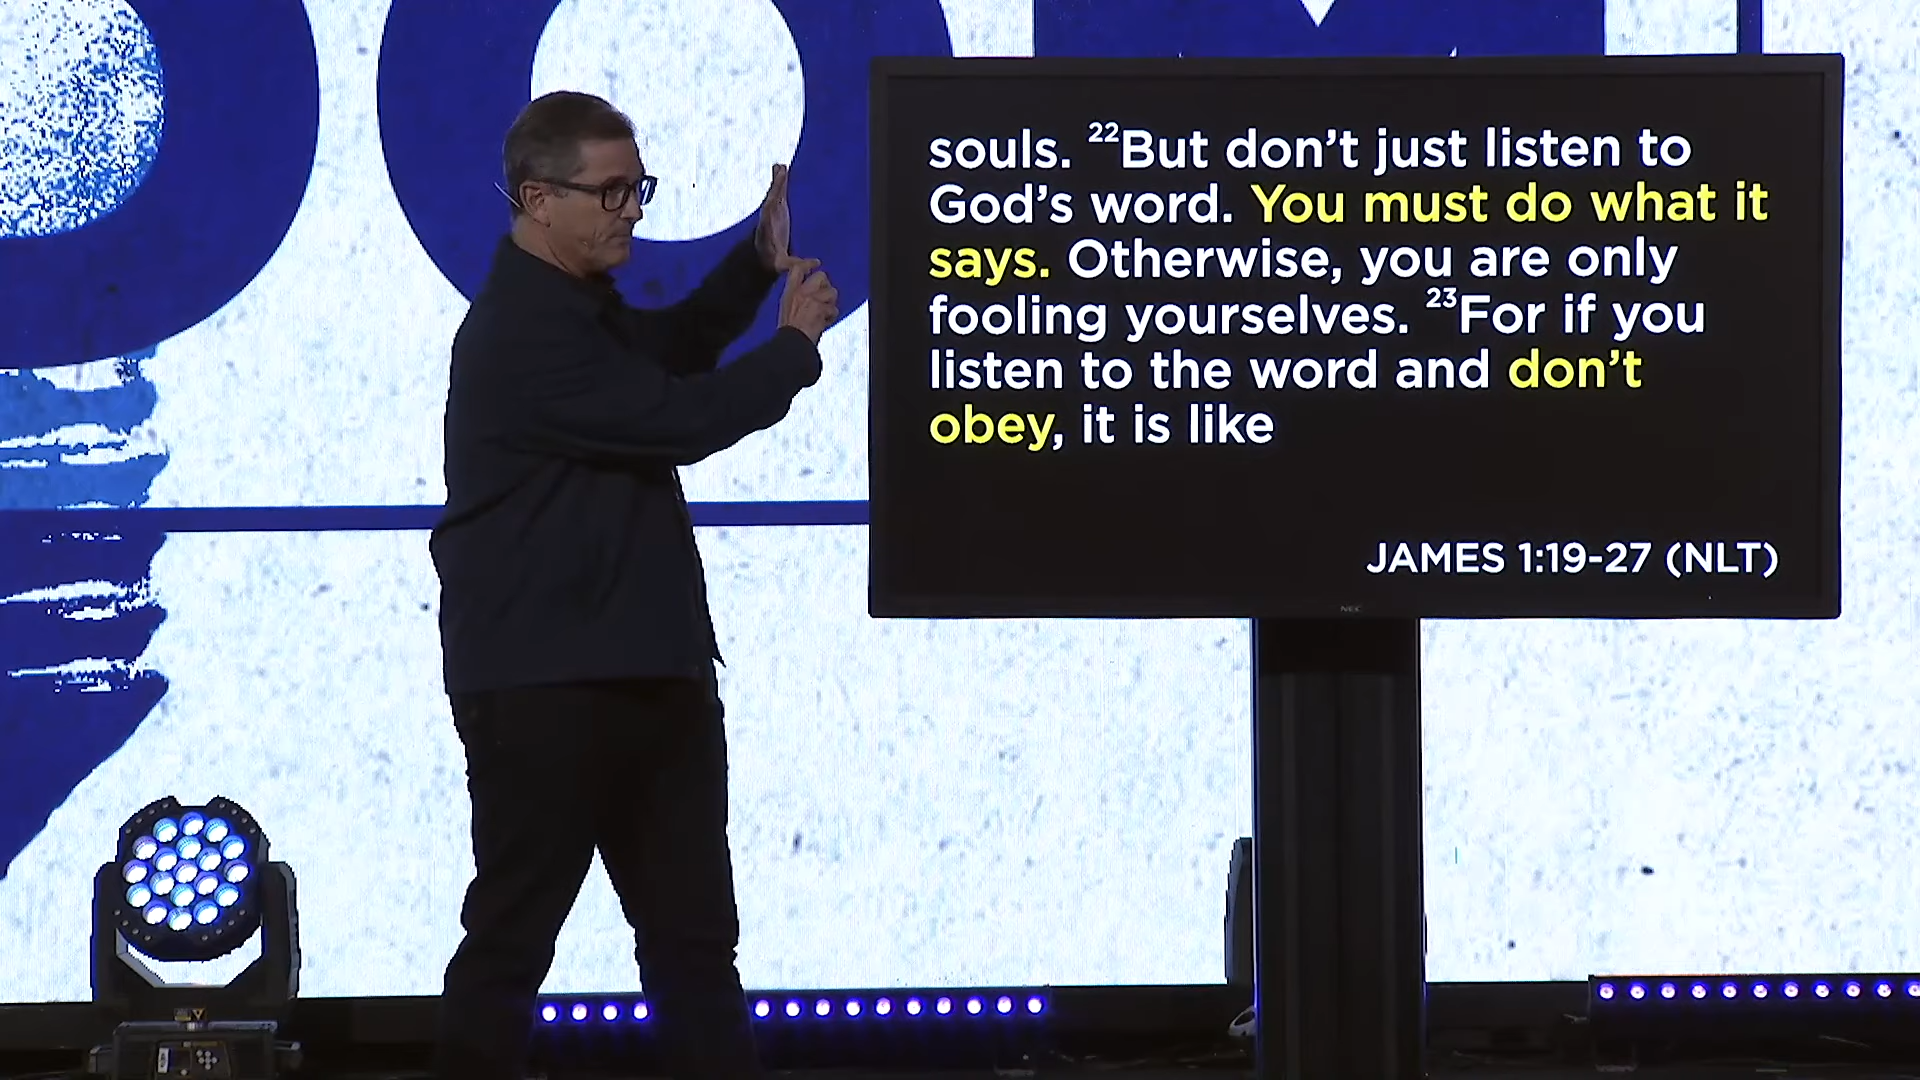 souls. ²²But don’t just listen to
God’s word. You must do what it
says. Otherwise, you are only
fooling yourselves. ²³For if you
listen to the word and don’t
obey, it is like
JAMES 1:19-27 (NLT)
NEC